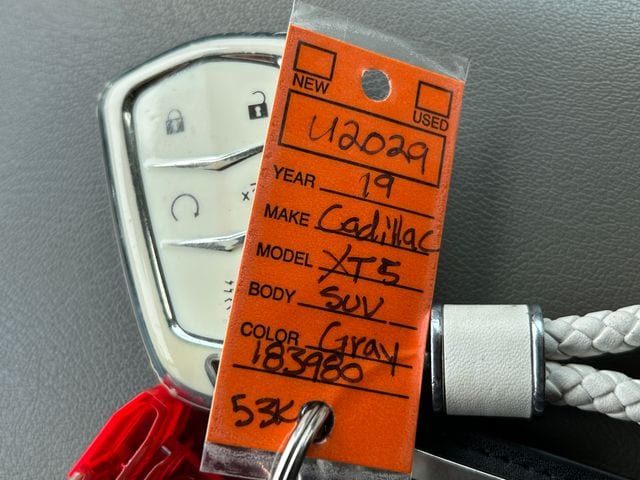 NEW USED
U2029
YEAR 19
MAKE Cadillac
MODEL XT5
BODY SUV
COLOR Gray
183980
53K